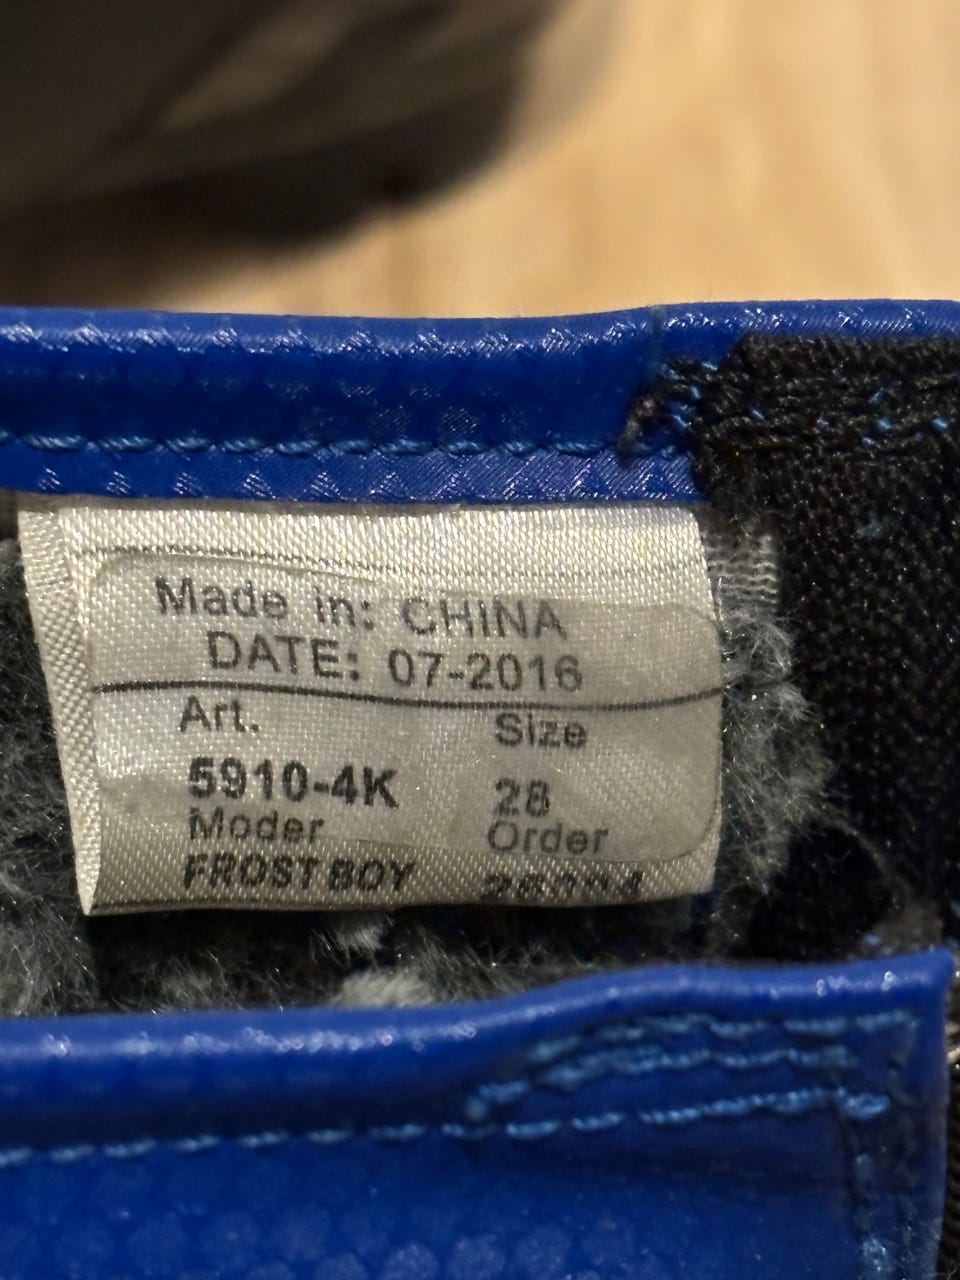 Made in: CHINA
DATE: 07-2016
Art. Size
5910-4K 28
Moder Order
FROST BOY